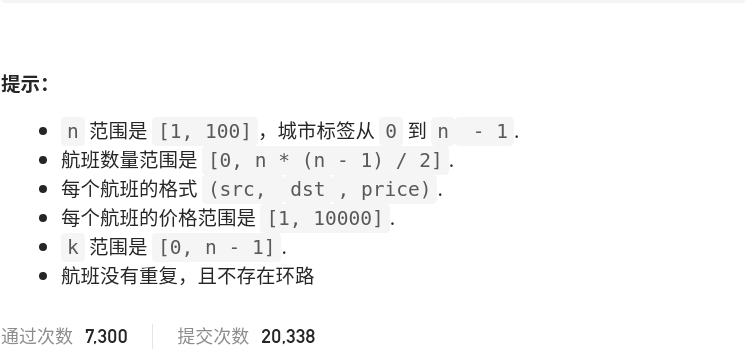 提示：
n 范围是 [1, 100]，城市标签从 0 到 n - 1.
航班数量范围是 [0, n * (n - 1) / 2].
每个航班的格式 (src, dst , price).
每个航班的价格范围是 [1, 10000].
k 范围是 [0, n - 1].
航班没有重复，且不存在环路
通过次数 7,300 提交次数 20,338